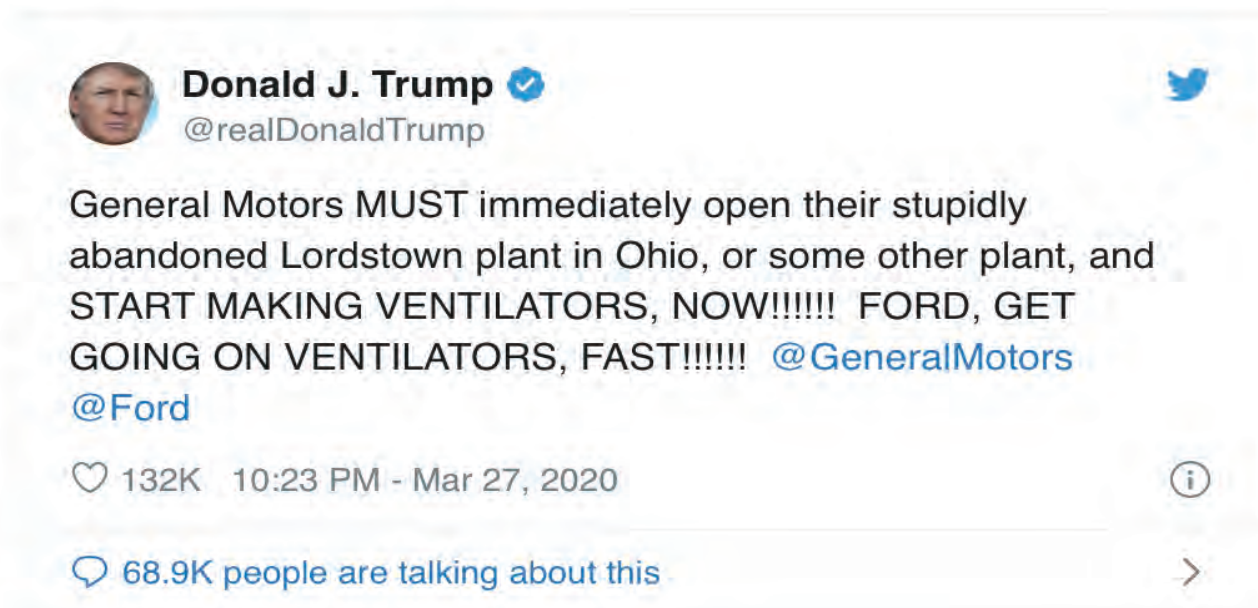 Donald J. Trump
@realDonaldTrump
General Motors MUST immediately open their stupidly
abandoned Lordstown plant in Ohio, or some other plant, and
START MAKING VENTILATORS, NOW!!!!!! FORD, GET
GOING ON VENTILATORS, FAST!!!!!! @GeneralMotors
@Ford
132K 10:23 PM - Mar 27, 2020
68.9K people are talking about this